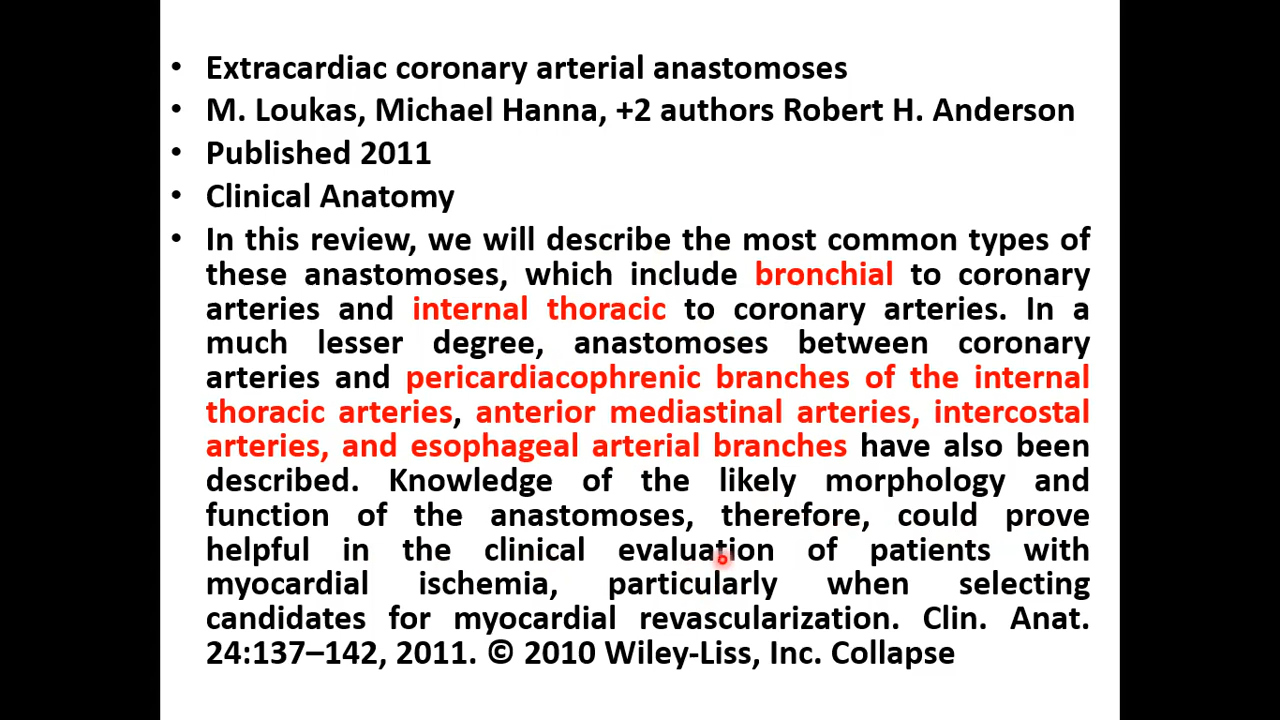 • Extracardiac coronary arterial anastomoses
• M. Loukas, Michael Hanna, +2 authors Robert H. Anderson
• Published 2011
• Clinical Anatomy
• In this review, we will describe the most common types of
these anastomoses, which include bronchial to coronary
arteries and internal thoracic to coronary arteries. In a
much lesser degree, anastomoses between coronary
arteries and pericardiacophrenic branches of the internal
thoracic arteries, anterior mediastinal arteries, intercostal
arteries, and esophageal arterial branches have also been
described. Knowledge of the likely morphology and
function of the anastomoses, therefore, could prove
helpful in the clinical evaluation of patients with
myocardial ischemia, particularly when selecting
candidates for myocardial revascularization. Clin. Anat.
24:137–142, 2011. © 2010 Wiley-Liss, Inc. Collapse